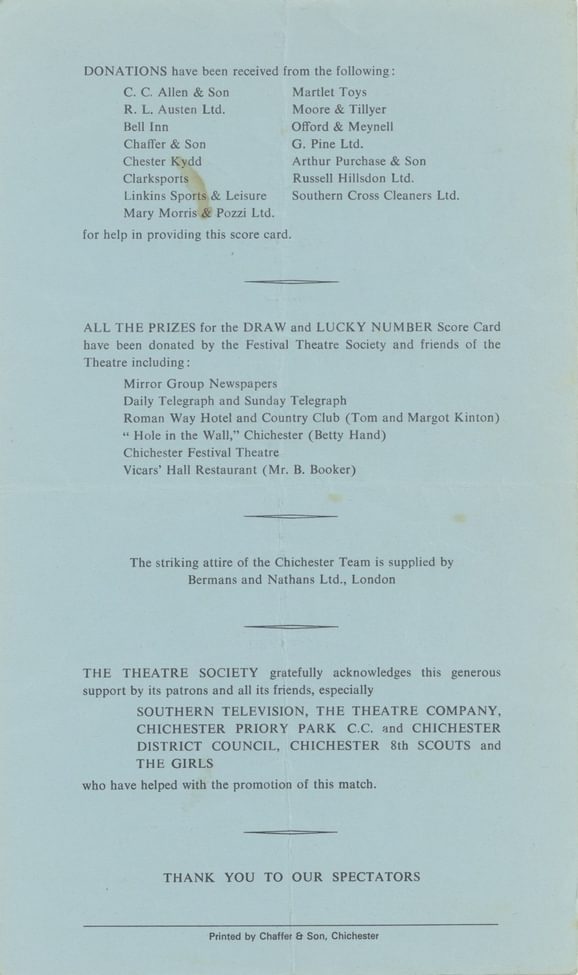 DONATIONS have been received from the following:
C. C. Allen & Son
R. L. Austen Ltd.
Bell Inn
Chaffer & Son
Chester Kydd
Clarksports
Linkins Sports & Leisure
Mary Morris & Pozzi Ltd.
Martlet Toys
Moore & Tillyer
Offord & Meynell
G. Pine Ltd.
Arthur Purchase & Son
Russell Hillsdon Ltd.
Southern Cross Cleaners Ltd.
for help in providing this score card.
ALL THE PRIZES for the DRAW and LUCKY NUMBER Score Card
have been donated by the Festival Theatre Society and friends of the
Theatre including:
Mirror Group Newspapers
Daily Telegraph and Sunday Telegraph
Roman Way Hotel and Country Club (Tom and Margot Kinton)
“ Hole in the Wall,” Chichester (Betty Hand)
Chichester Festival Theatre
Vicars’ Hall Restaurant (Mr. B. Booker)
The striking attire of the Chichester Team is supplied by
Bermans and Nathans Ltd., London
THE THEATRE SOCIETY gratefully acknowledges this generous
support by its patrons and all its friends, especially
SOUTHERN TELEVISION, THE THEATRE COMPANY,
CHICHESTER PRIORY PARK C.C. and CHICHESTER
DISTRICT COUNCIL, CHICHESTER 8th SCOUTS and
THE GIRLS
who have helped with the promotion of this match.
THANK YOU TO OUR SPECTATORS
Printed by Chaffer & Son, Chichester